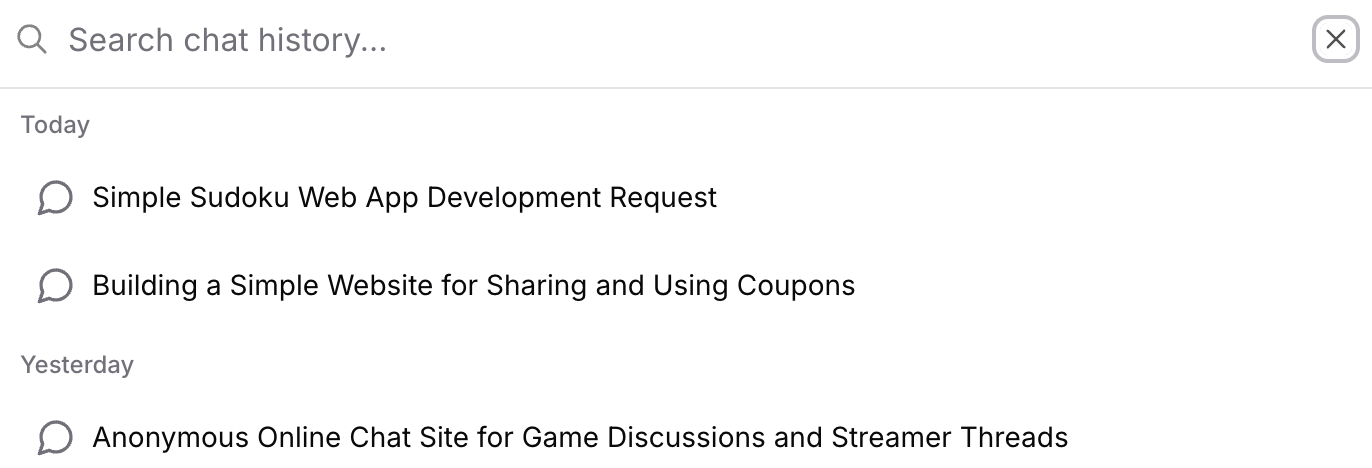 Search chat history...
Today
Simple Sudoku Web App Development Request
Building a Simple Website for Sharing and Using Coupons
Yesterday
Anonymous Online Chat Site for Game Discussions and Streamer Threads